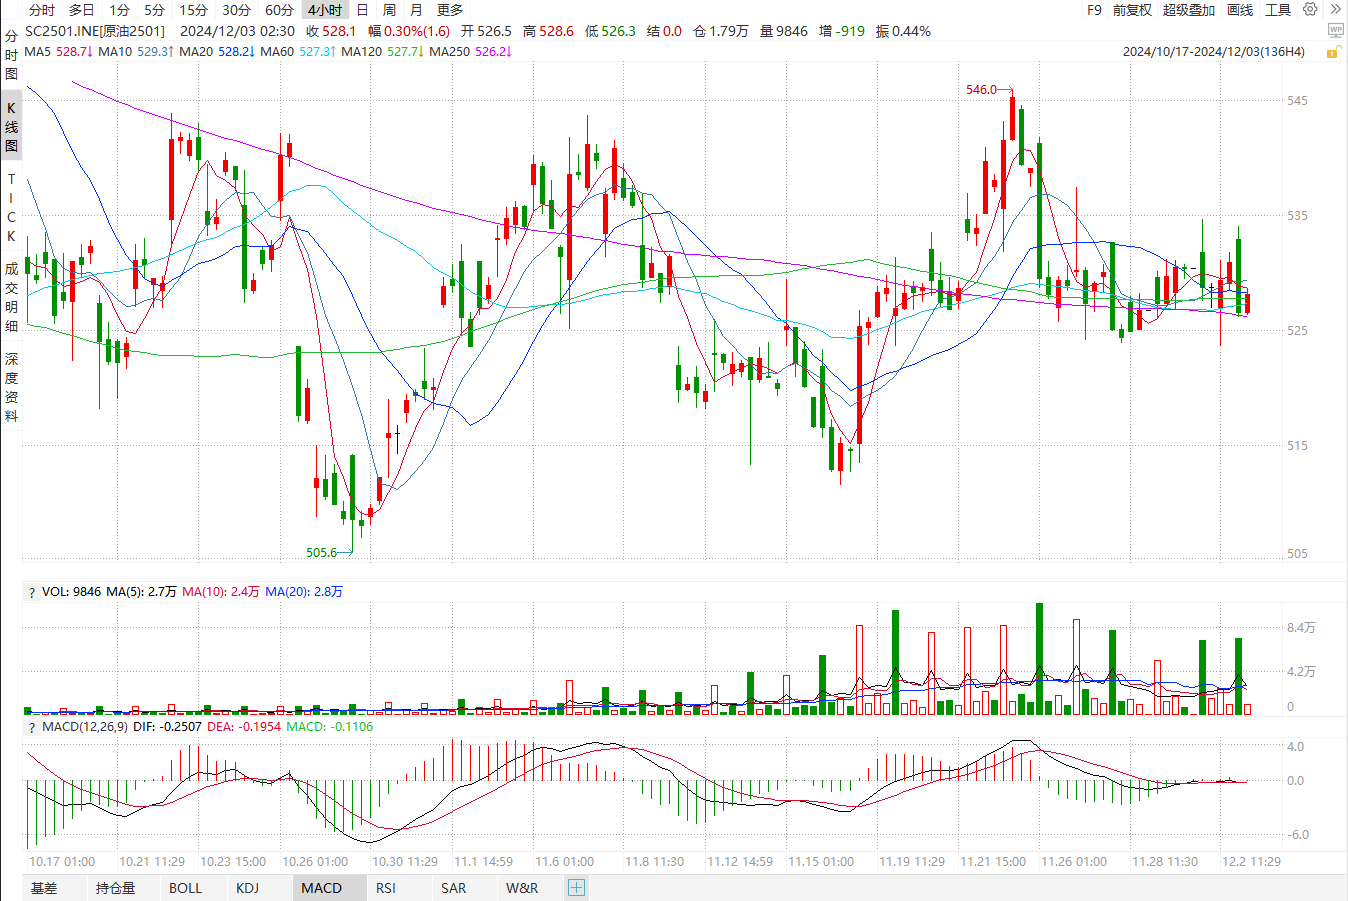 分时 多日 1分 5分 15分 30分 60分 4小时 日 周 月 更多 F9 前复权 超级叠加 画线 工具
SC2501.INE[原油2501] 2024/12/03 02:30 收 528.1 幅 0.30%(1.6) 开 526.5 高 528.6 低 526.3 结 0.0 仓 1.79万 量 9846 增 -919 振 0.44%
WP
MA5 528.7↓ MA10 529.3↑ MA20 528.2↓ MA60 527.3↑ MA120 527.7↓ MA250 526.2↓ 2024/10/17-2024/12/03(136H4)
分时图
K线图
TICK
成交明细
深度资料
546.0
545
535
525
515
505.6
505
? VOL: 9846 MA(5): 2.7万 MA(10): 2.4万 MA(20): 2.8万
8.4万
4.2万
0
? MACD(12,26,9) DIF: -0.2507 DEA: -0.1954 MACD: -0.1106
4.0
0.0
-6.0
10.17 01:00 10.21 11:29 10.23 15:00 10.26 01:00 10.30 11:29 11.1 14:59 11.6 01:00 11.8 11:30 11.12 14:59 11.15 01:00 11.19 11:29 11.21 15:00 11.26 01:00 11.28 11:30 12.2 11:29
基差 持仓量 BOLL KDJ MACD RSI SAR W&R